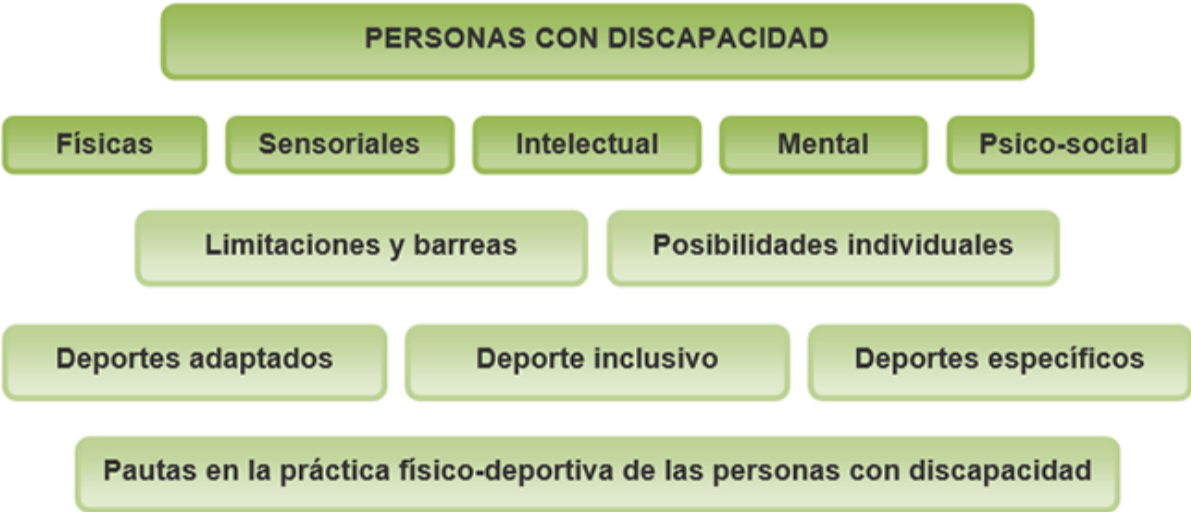 PERSONAS CON DISCAPACIDAD
Físicas
Sensoriales
Intelectual
Mental
Psico-social
Limitaciones y barreas
Posibilidades individuales
Deportes adaptados
Deporte inclusivo
Deportes específicos
Pautas en la práctica físico-deportiva de las personas con discapacidad